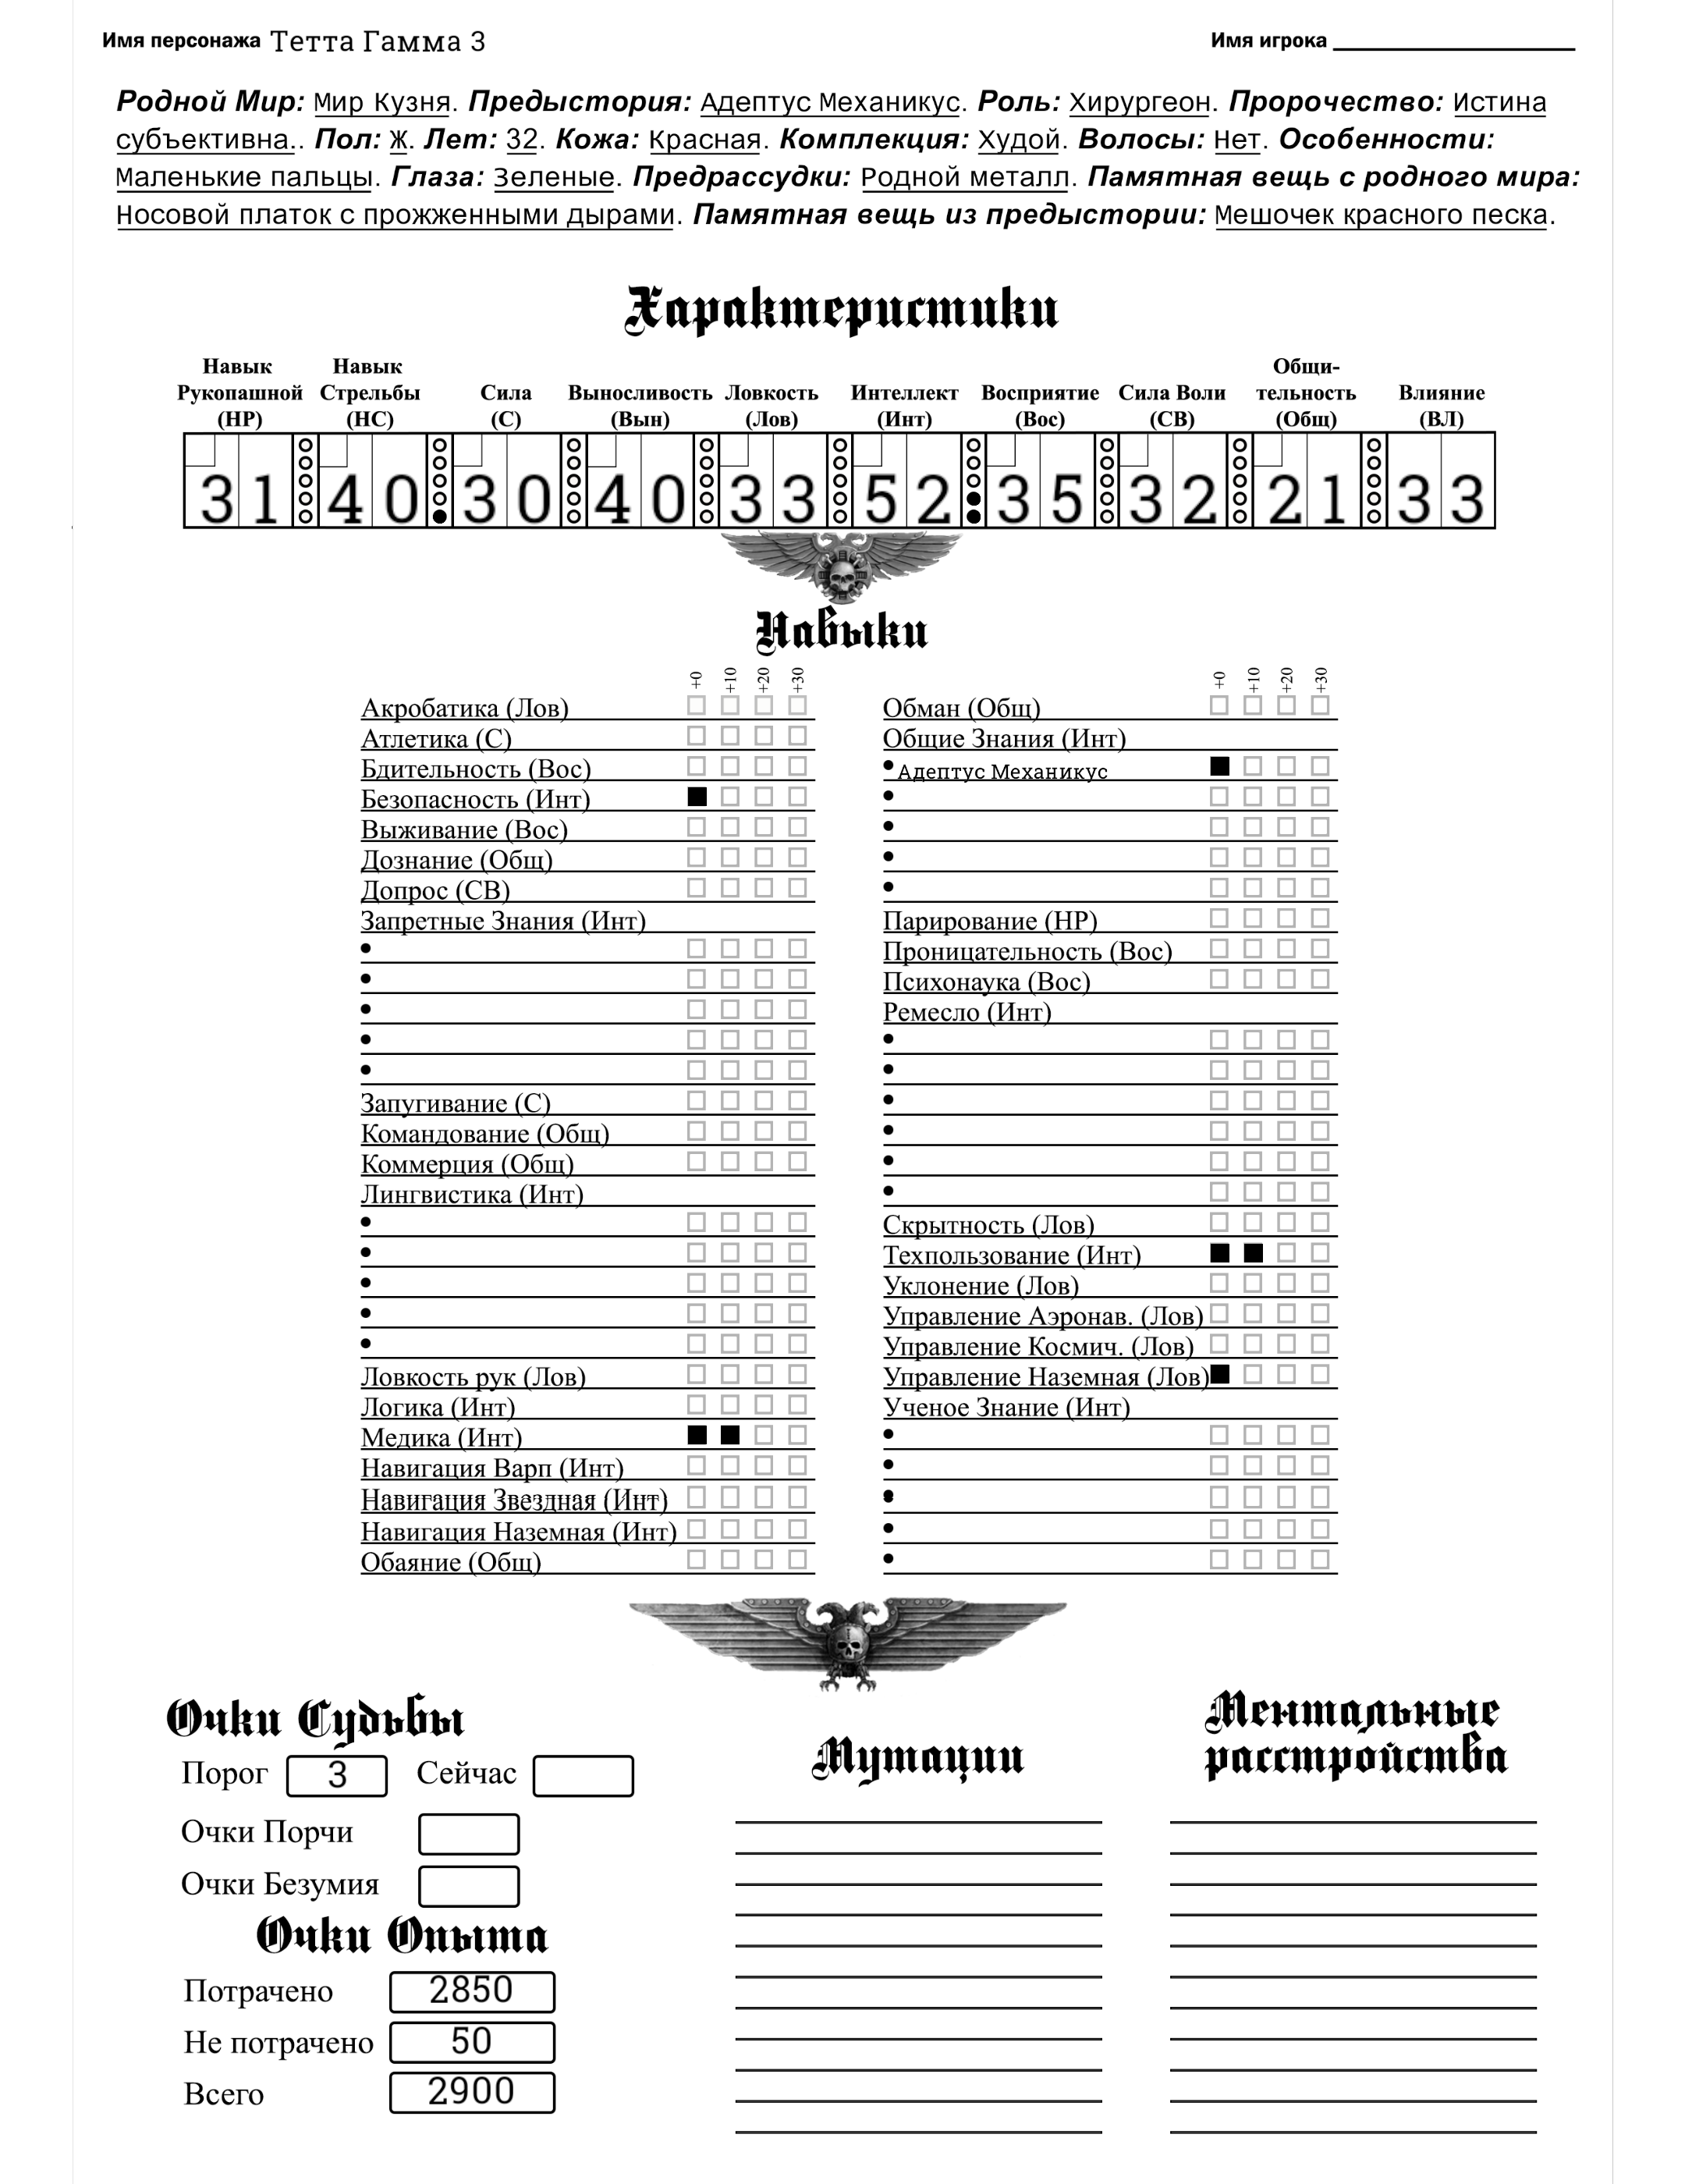 Имя персонажа Тетта Гамма 3 Имя игрока
Родной Мир: Мир Кузня. Предыстория: Адептус Механикус. Роль: Хирургеон. Пророчество: Истина
субъективна.. Пол: Ж. Лет: 32. Кожа: Красная. Комплекция: Худой. Волосы: Нет. Особенности:
Маленькие пальцы. Глаза: Зеленые. Предрассудки: Родной металл. Памятная вещь с родного мира:
Носовой платок с прожженными дырами. Памятная вещь из предыстории: Мешочек красного песка.
Характеристики
Навык Рукопашной (НР)
Навык Стрельбы (НС)
Сила (С)
Выносливость (Вын)
Ловкость (Лов)
Интеллект (Инт)
Восприятие (Вос)
Сила Воли (СВ)
Общи-
тельность (Общ)
Влияние (ВЛ)
31 40 30 40 33 52 35 32 21 33
Навыки
+0 +10 +20 +30
Акробатика (Лов)
Атлетика (С)
Бдительность (Вос)
Безопасность (Инт)
Выживание (Вос)
Дознание (Общ)
Допрос (СВ)
Запретные Знания (Инт)
Запугивание (С)
Командование (Общ)
Коммерция (Общ)
Лингвистика (Инт)
Ловкость рук (Лов)
Логика (Инт)
Медика (Инт)
Навигация Варп (Инт)
Навигация Звездная (Инт)
Навигация Наземная (Инт)
Обаяние (Общ)
+0 +10 +20 +30
Обман (Общ)
Общие Знания (Инт)
Адептус Механикус
Парирование (НР)
Проницательность (Вос)
Психонаука (Вос)
Ремесло (Инт)
Скрытность (Лов)
Техпользование (Инт)
Уклонение (Лов)
Управление Аэронав. (Лов)
Управление Космич. (Лов)
Управление Наземная (Лов)
Ученое Знание (Инт)
Очки Судьбы
Порог 3 Сейчас
Очки Порчи
Очки Безумия
Очки Опыта
Потрачено 2850
Не потрачено 50
Всего 2900
Мутации
Ментальные
расстройства